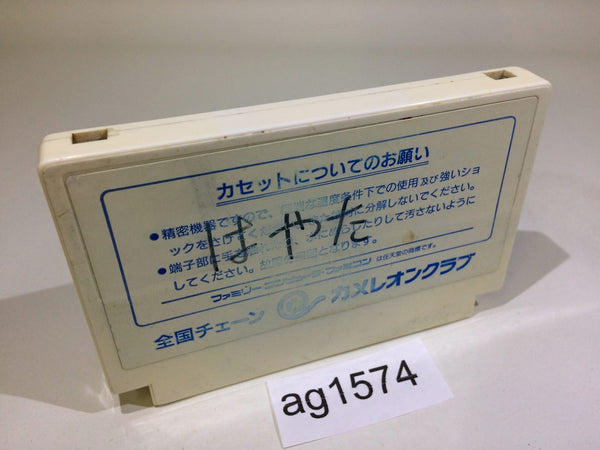 カセットについてのお願い
●精密機器ですので、極端な温度条件下での使用及び強いショ
ックをさけてください。
に分解しないでください。
●端子部に手を触れたり、水にぬらしたりして汚さないように
してください。故障の原因となります。
はやた
ファミリーコンピュータ・ファミコン は任天堂の商標です。
全国チェーン カメレオンクラブ
ag1574